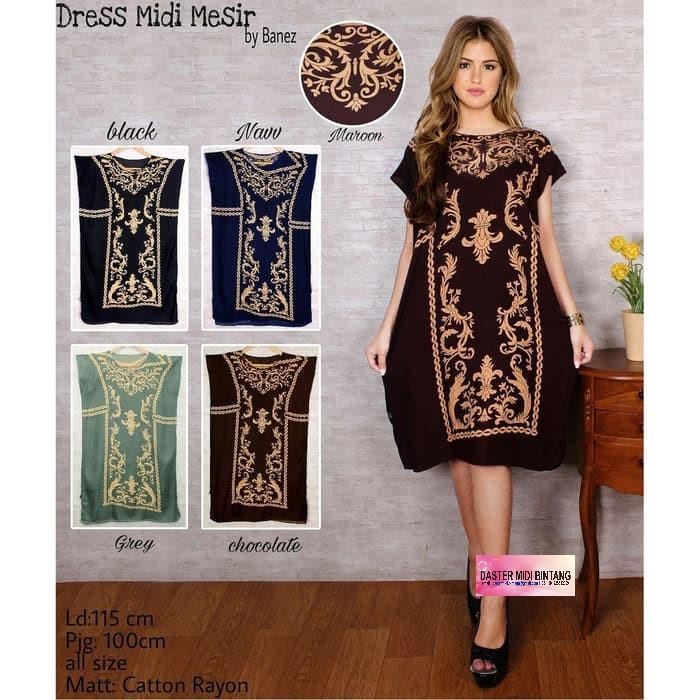 Dress Midi Mesir
by Banez
black
Navv
Maroon
Grey
chocolate
DASTER MIDI BINTANG
Ld:115 cm
Pjg: 100cm
all size
Matt: Catton Rayon